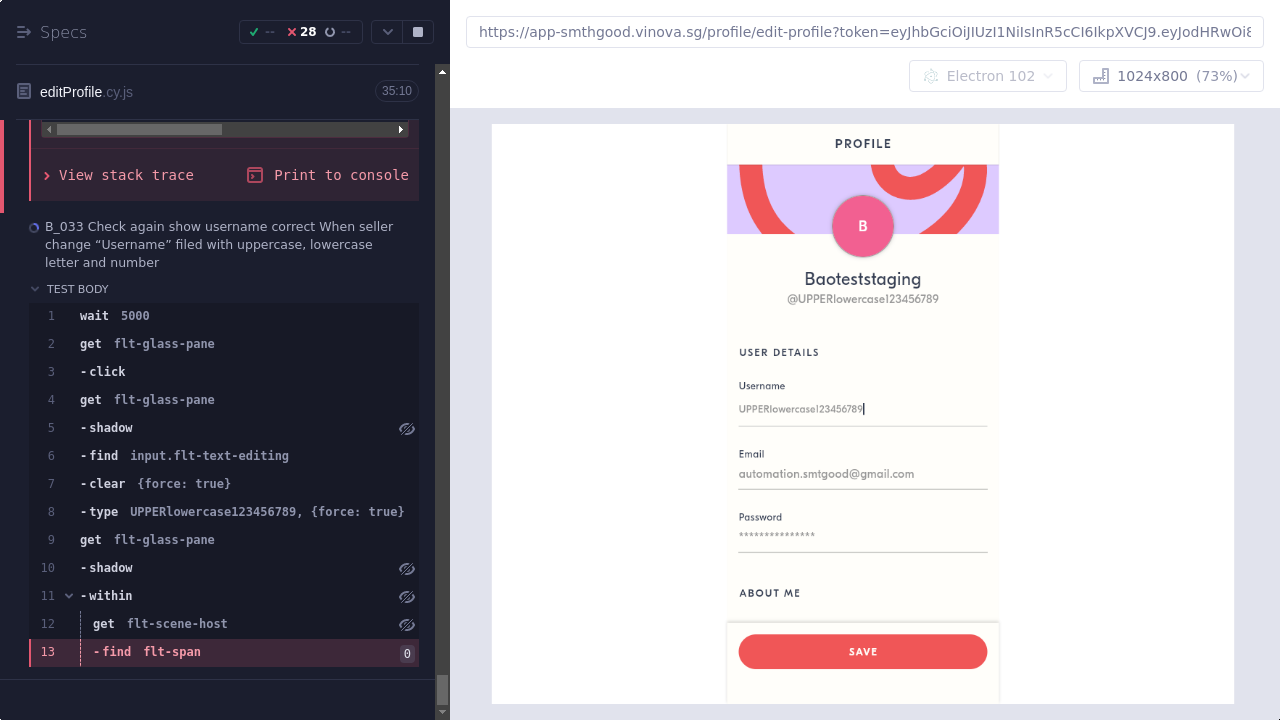 Specs
--
28
--
https://app-smthgood.vinova.sg/profile/edit-profile?token=eyJhbGciOiJIUzI1NiIsInR5cCI6IkpXVCJ9.eyJodHRwOi8
Electron 102
1024x800 (73%)
editProfile.cy.js
35:10
View stack trace
Print to console
B_033 Check again show username correct When seller
change “Username” filed with uppercase, lowercase
letter and number
TEST BODY
1 wait 5000
2 get flt-glass-pane
3 -click
4 get flt-glass-pane
5 -shadow
6 -find input.flt-text-editing
7 -clear {force: true}
8 -type UPPERlowercase123456789, {force: true}
9 get flt-glass-pane
10 -shadow
11 -within
12 get flt-scene-host
13 -find flt-span 0
PROFILE
B
Baoteststaging
@UPPERlowercase123456789
USER DETAILS
Username
UPPERlowercase123456789
Email
automation.smtgood@gmail.com
Password
***************
ABOUT ME
SAVE